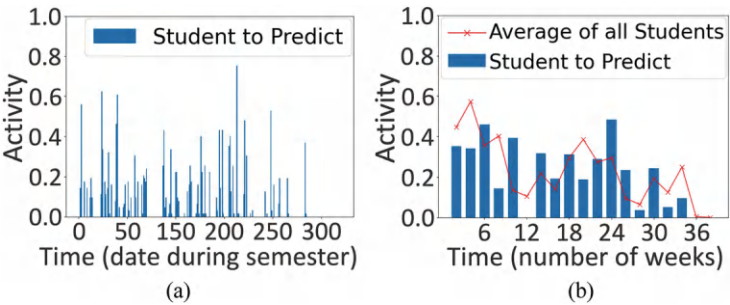 1.0
0.8
0.6
0.4
0.2
0.0
Activity
Student to Predict
0 50 150 200 250 300
Time (date during semester)
(a)
1.0
0.8
0.6
0.4
0.2
0.0
Activity
Average of all Students
Student to Predict
6 12 18 24 30 36
Time (number of weeks)
(b)